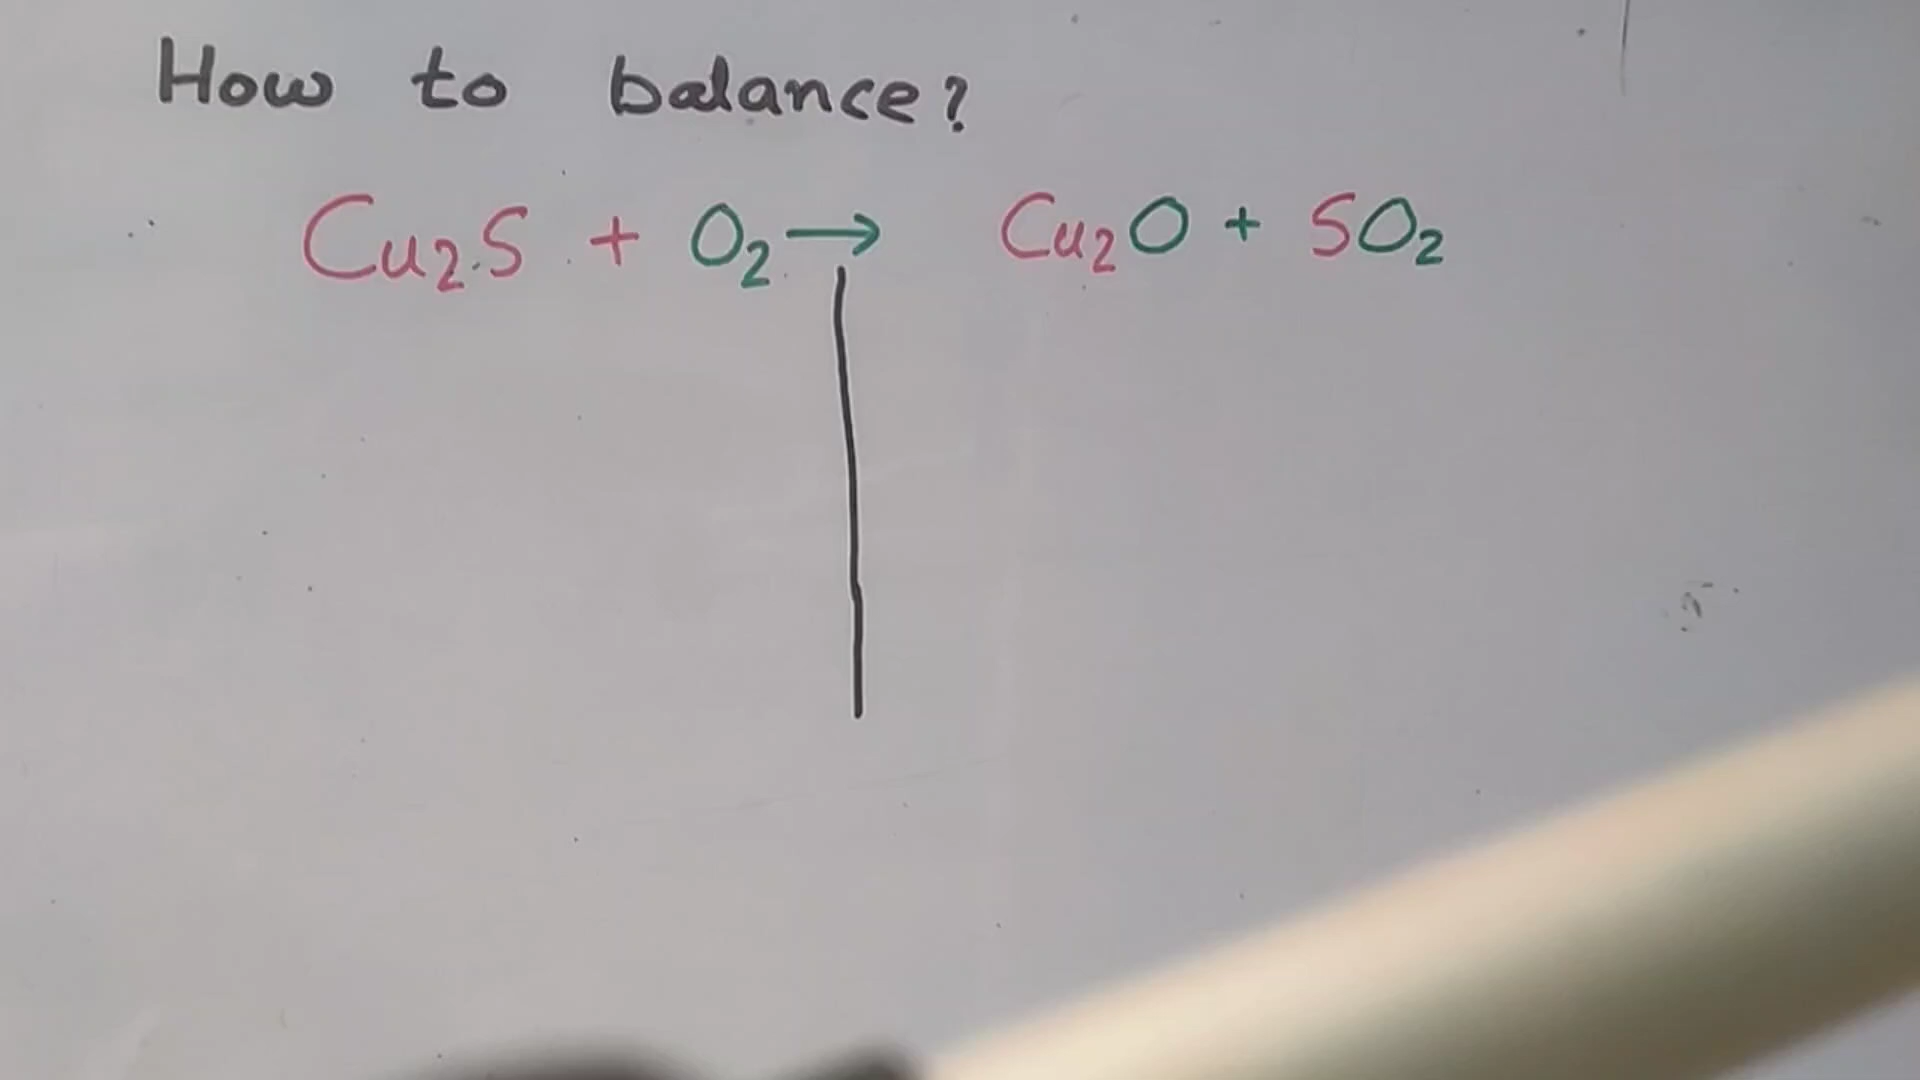 How to balance?
Cu₂S + O₂ → Cu₂O + SO₂